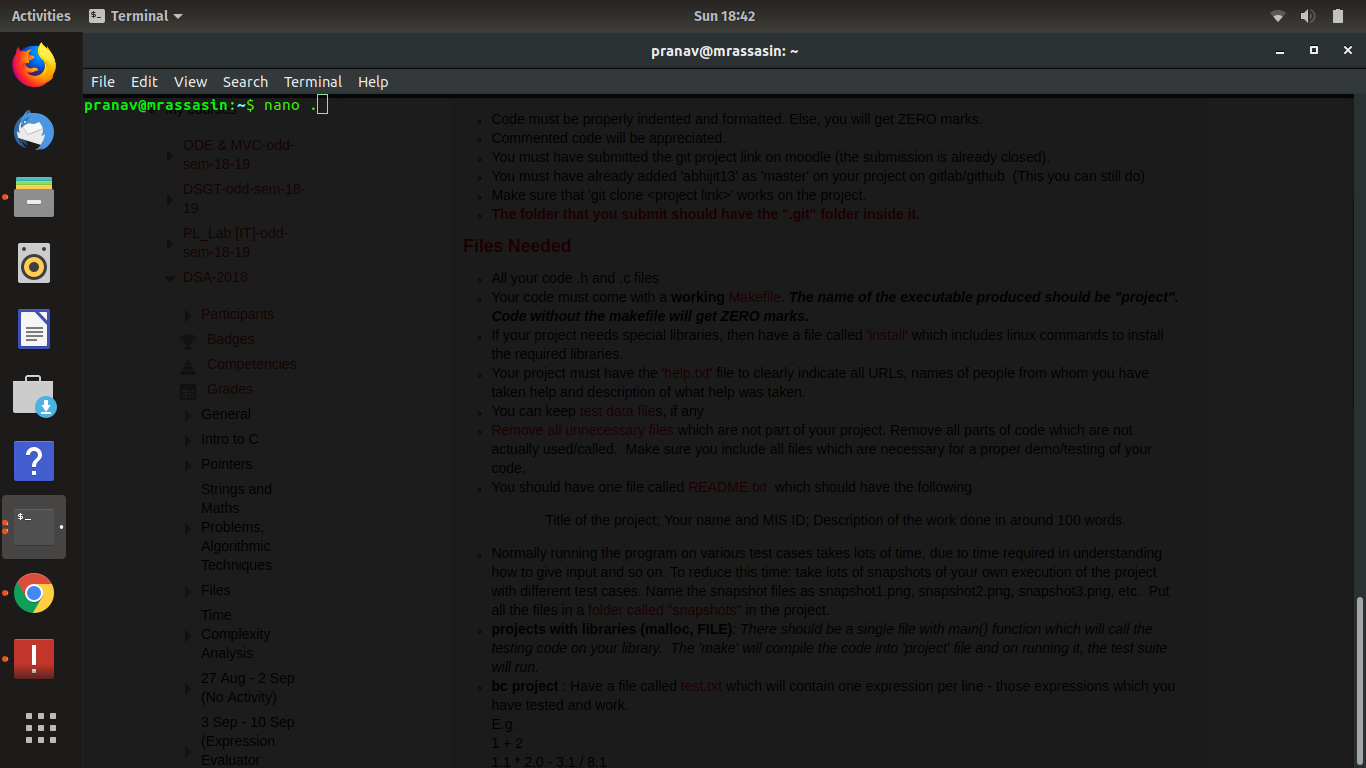 Activities
Terminal
Sun 18:42
pranav@mrassasin: ~
File Edit View Search Terminal Help
pranav@mrassasin:~$ nano .
My courses
ODE & MVC-odd-
sem-18-19
DSGT-odd-sem-18-
19
PL_Lab [IT]-odd-
sem-18-19
DSA-2018
Participants
Badges
Competencies
Grades
General
Intro to C
Pointers
Strings and
Maths
Problems,
Algorithmic
Techniques
Files
Time
Complexity
Analysis
27 Aug - 2 Sep
(No Activity)
3 Sep - 10 Sep
(Expression
Evaluator
Code must be properly indented and formatted. Else, you will get ZERO marks.
Commented code will be appreciated.
You must have submitted the git project link on moodle (the submission is already closed).
You must have already added 'abhijit13' as 'master' on your project on gitlab/github  (This you can still do)
Make sure that 'git clone <project link>' works on the project.
The folder that you submit should have the ".git" folder inside it.
Files Needed
All your code .h and .c files
Your code must come with a working Makefile. The name of the executable produced should be "project".
Code without the makefile will get ZERO marks.
If your project needs special libraries, then have a file called 'install' which includes linux commands to install
the required libraries.
Your project must have the 'help.txt' file to clearly indicate all URLs, names of people from whom you have
taken help and description of what help was taken.
You can keep test data files, if any
Remove all unnecessary files which are not part of your project. Remove all parts of code which are not
actually used/called.  Make sure you include all files which are necessary for a proper demo/testing of your
code.
You should have one file called README.txt  which should have the following
Title of the project; Your name and MIS ID; Description of the work done in around 100 words.
Normally running the program on various test cases takes lots of time, due to time required in understanding
how to give input and so on. To reduce this time: take lots of snapshots of your own execution of the project
with different test cases. Name the snapshot files as snapshot1.png, snapshot2.png, snapshot3.png, etc.  Put
all the files in a folder called "snapshots" in the project.
projects with libraries (malloc, FILE): There should be a single file with main() function which will call the
testing code on your library.  The 'make' will compile the code into 'project' file and on running it, the test suite
will run.
bc project : Have a file called test.txt which will contain one expression per line - those expressions which you
have tested and work.
E.g.
1 + 2
1.1 * 2.0 - 3.1 / 8.1